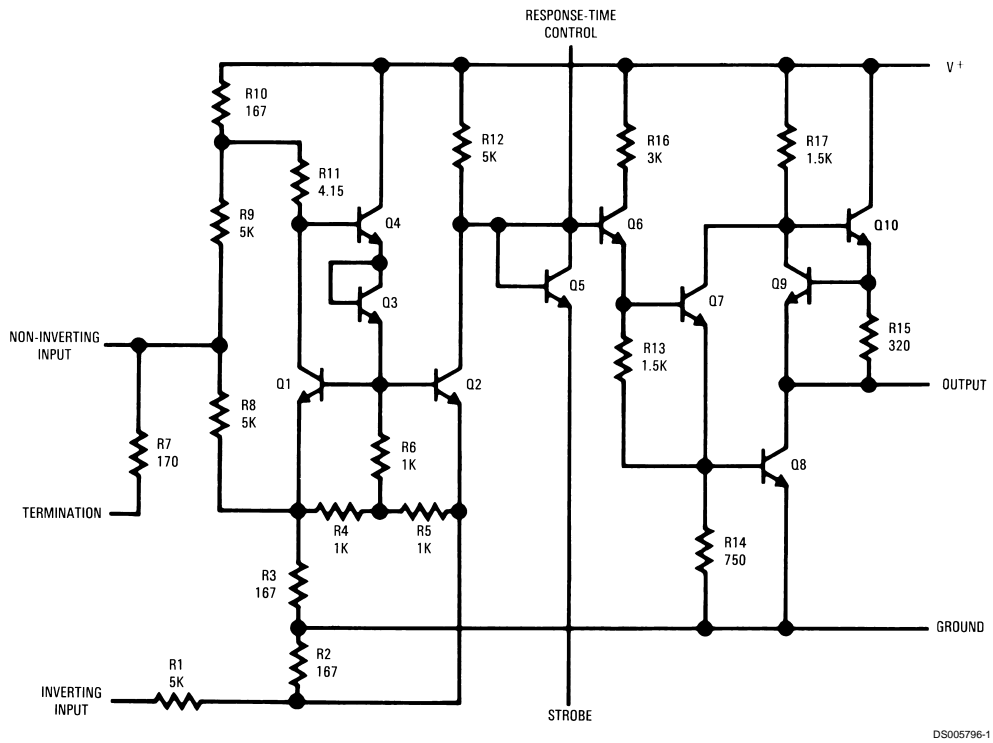 RESPONSE-TIME
CONTROL
V+
R10
167
R12
5K
R16
3K
R17
1.5K
R11
4.15
R9
5K
Q4
Q6
Q10
Q3
Q5
Q7
Q9
NON-INVERTING
INPUT
R13
1.5K
R15
320
Q1
Q2
OUTPUT
R8
5K
R7
170
R6
1K
Q8
TERMINATION
R4
1K
R5
1K
R14
750
R3
167
GROUND
R2
167
R1
5K
INVERTING
INPUT
STROBE
DS005796-1